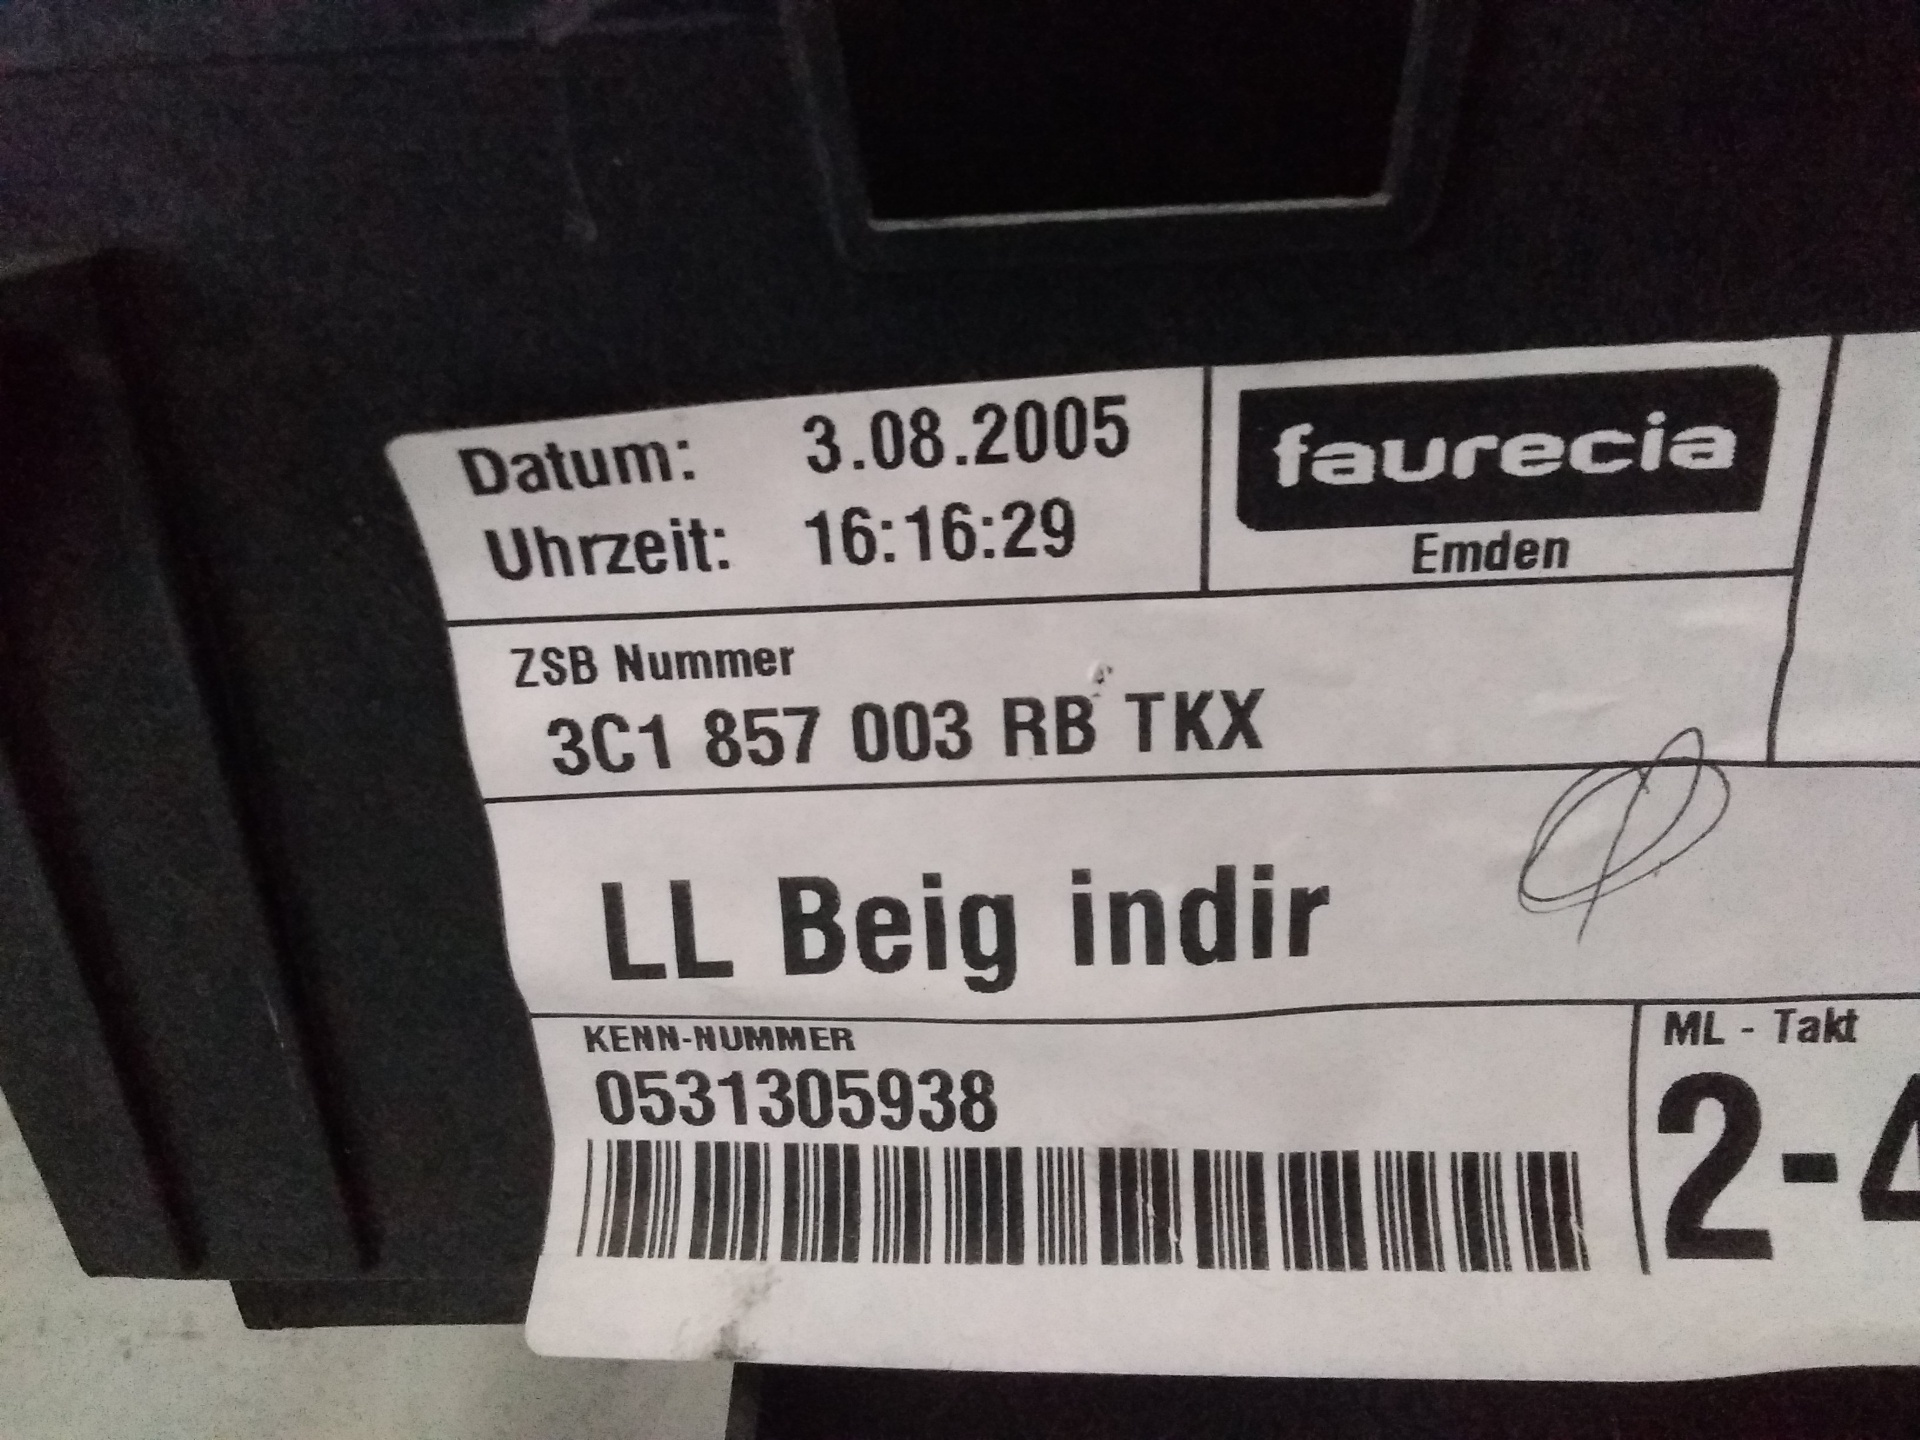 Datum: 3.08.2005
Uhrzeit: 16:16:29
faurecia
Emden
ZSB Nummer
3C1 857 003 RB TKX
LL Beig indir
KENN-NUMMER
0531305938
ML - Takt
2-4